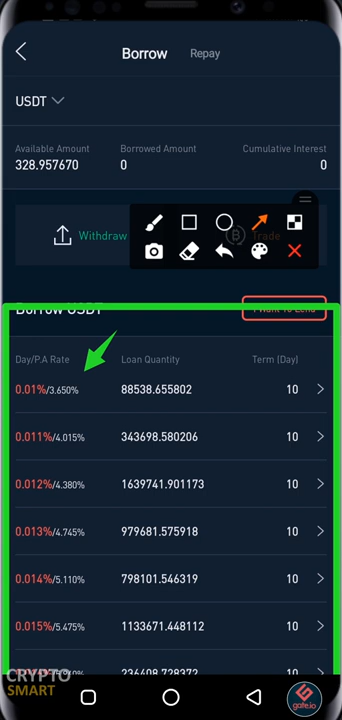 Borrow Repay
USDT
Available Amount Borrowed Amount Cumulative Interest
328.957670 0 0
Withdraw Trade
Borrow USDT I Want To Lend
Day/P.A Rate Loan Quantity Term (Day)
0.01%/3.650% 88538.655802 10
0.011%/4.015% 343698.580206 10
0.012%/4.380% 1639741.901173 10
0.013%/4.745% 979681.575918 10
0.014%/5.110% 798101.546319 10
0.015%/5.475% 1133671.448112 10
236408.728372 10
CRYPTO
SMART
gate.io